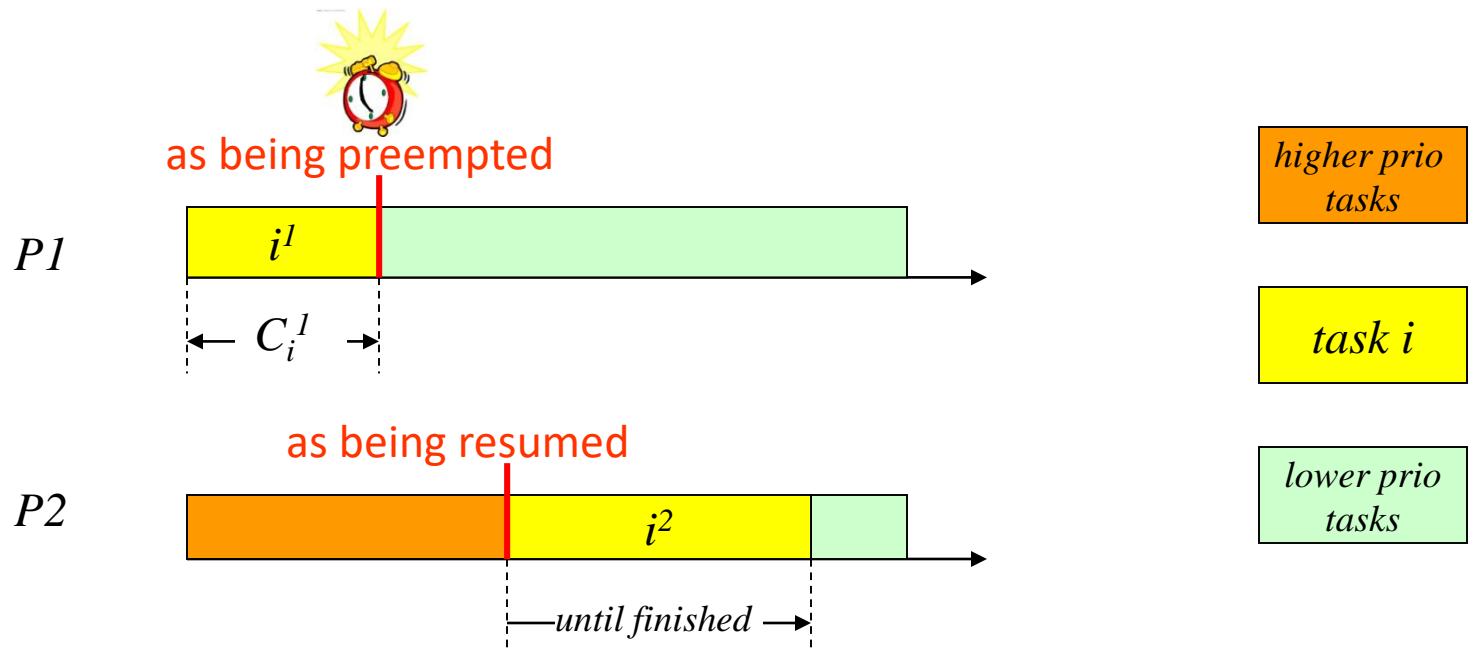 as being preempted
higher prio
tasks
P1
i¹
C_i¹
task i
as being resumed
lower prio
tasks
P2
i²
until finished